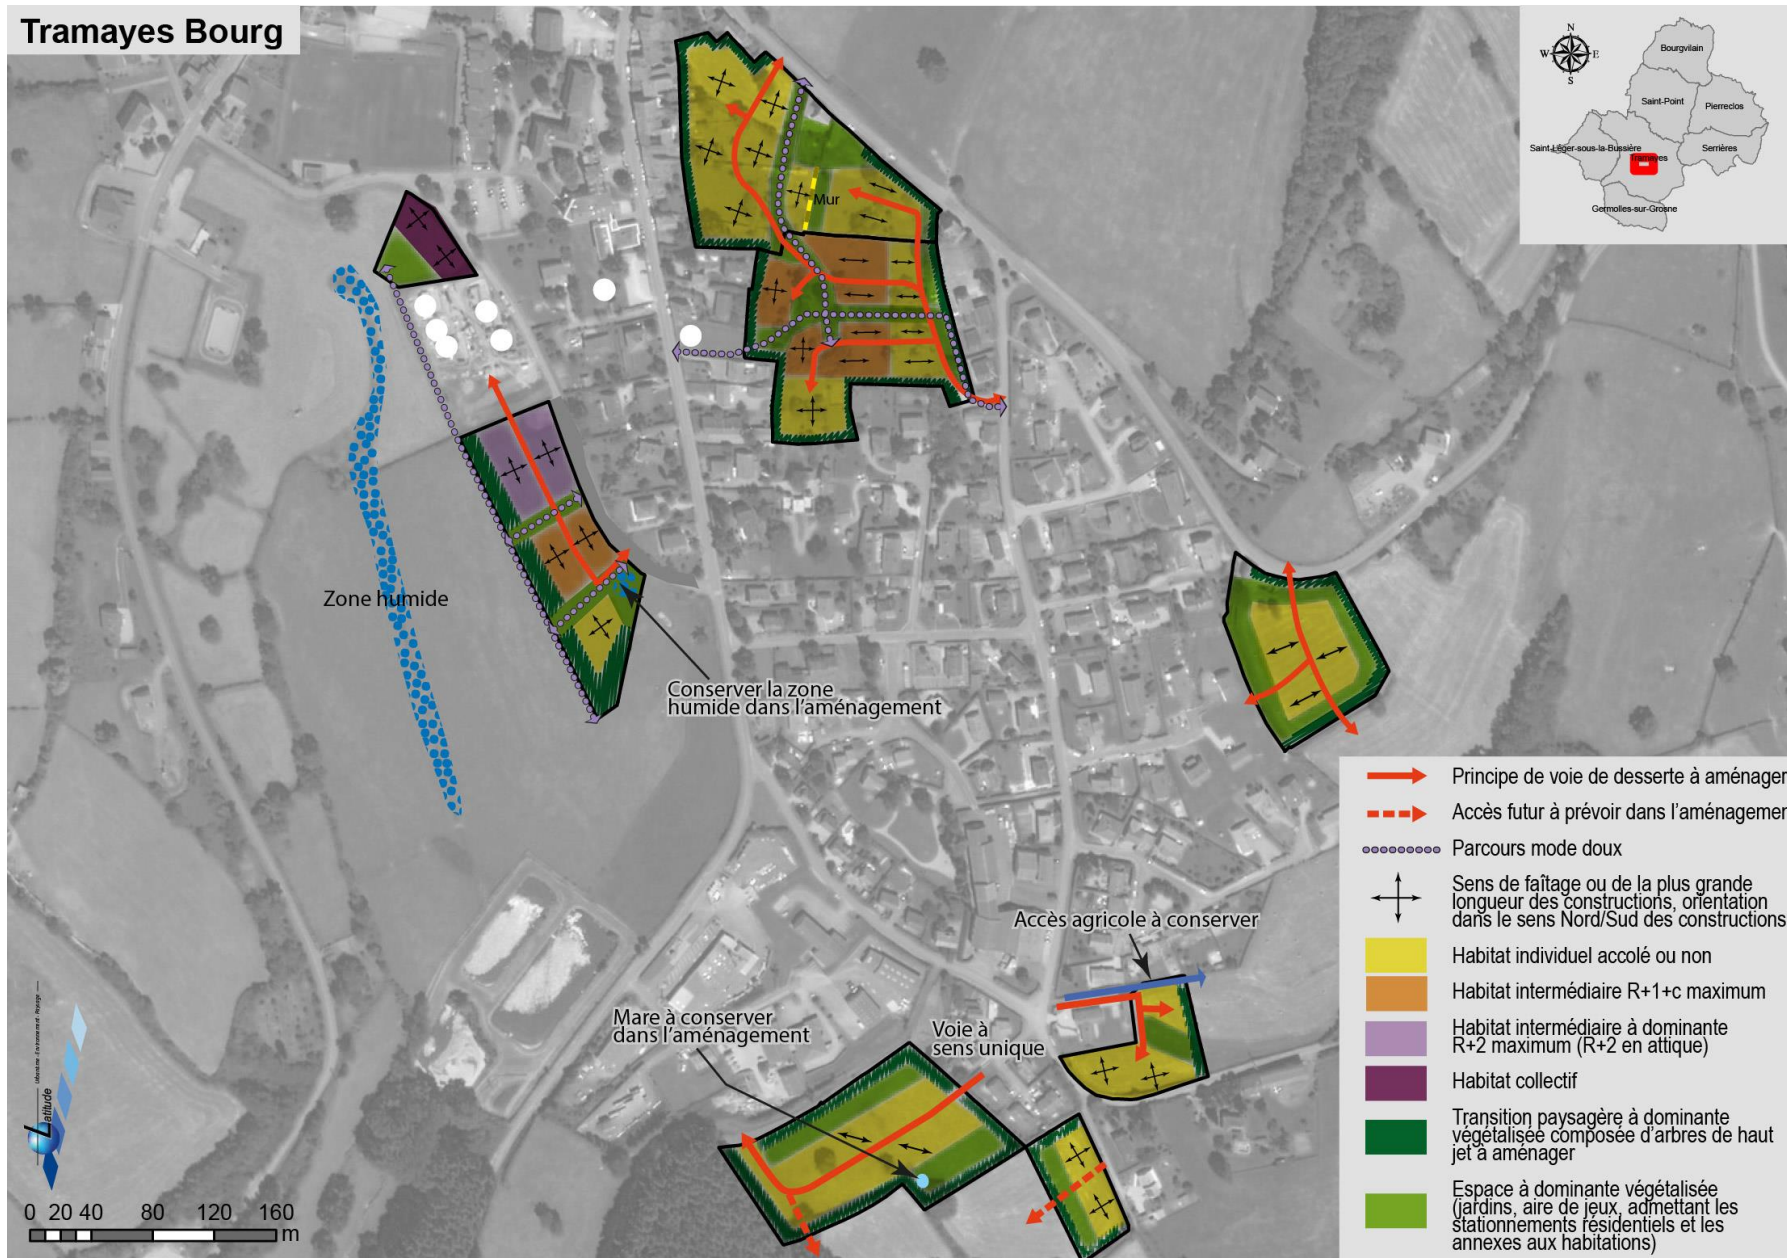 Tramayes Bourg
N
W
E
S
Bourgvilain
Saint-Point
Pierreclos
Saint-Léger-sous-la-Bussière
Tramayes
Serrières
Germolles-sur-Grosne
Mur
Zone humide
Conserver la zone
humide dans l'aménagement
Accès agricole à conserver
Mare à conserver
dans l'aménagement
Voie à
sens unique
Principe de voie de desserte à aménager
Accès futur à prévoir dans l'aménagemen
Parcours mode doux
Sens de faîtage ou de la plus grande
longueur des constructions, orientation
dans le sens Nord/Sud des constructions
Habitat individuel accolé ou non
Habitat intermédiaire R+1+c maximum
Habitat intermédiaire à dominante
R+2 maximum (R+2 en attique)
Habitat collectif
Transition paysagère à dominante
végétalisée composée d'arbres de haut
jet à aménager
Espace à dominante végétalisée
(jardins, aire de jeux, admettant les
stationnements résidentiels et les
annexes aux habitations)
Latitude
0 20 40 80 120 160
m